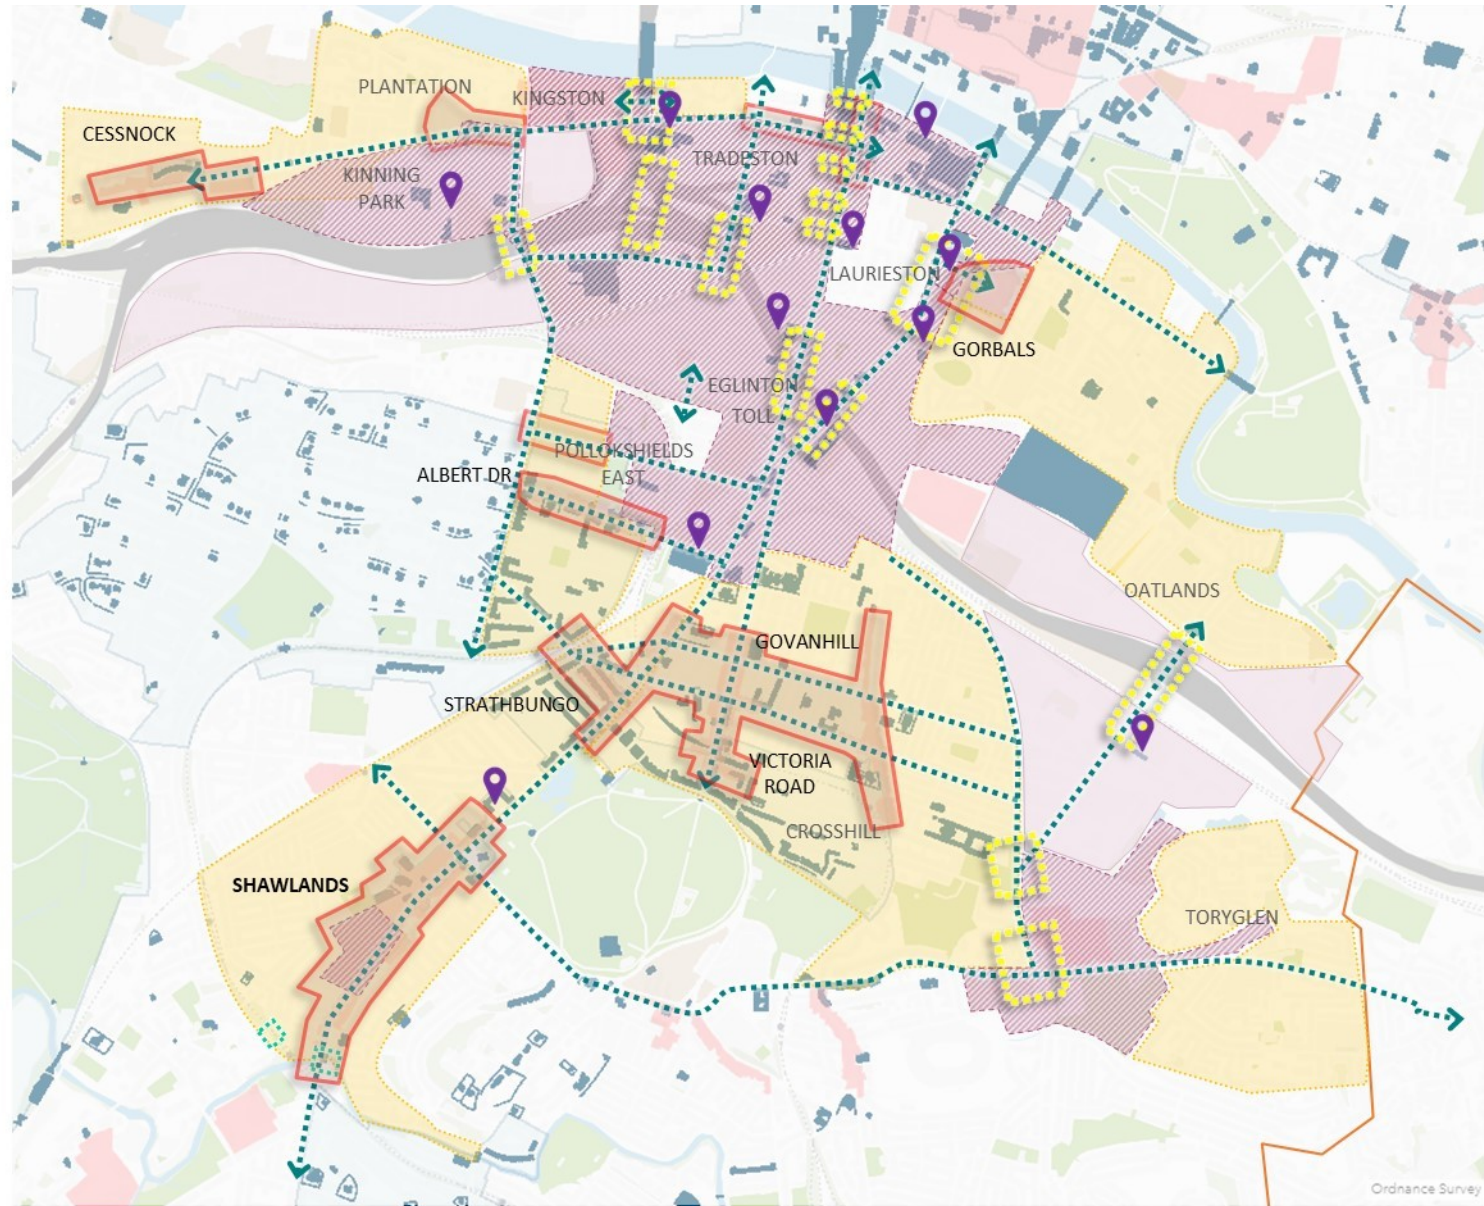 PLANTATION
KINGSTON
CESSNOCK
TRADESTON
KINNING
PARK
LAURIESTON
GORBALS
EGLINTON
TOLL
POLLOKSHIELDS
EAST
ALBERT DR
OATLANDS
GOVANHILL
STRATHBUNGO
VICTORIA
ROAD
CROSSHILL
SHAWLANDS
TORYGLEN
Ordnance Survey